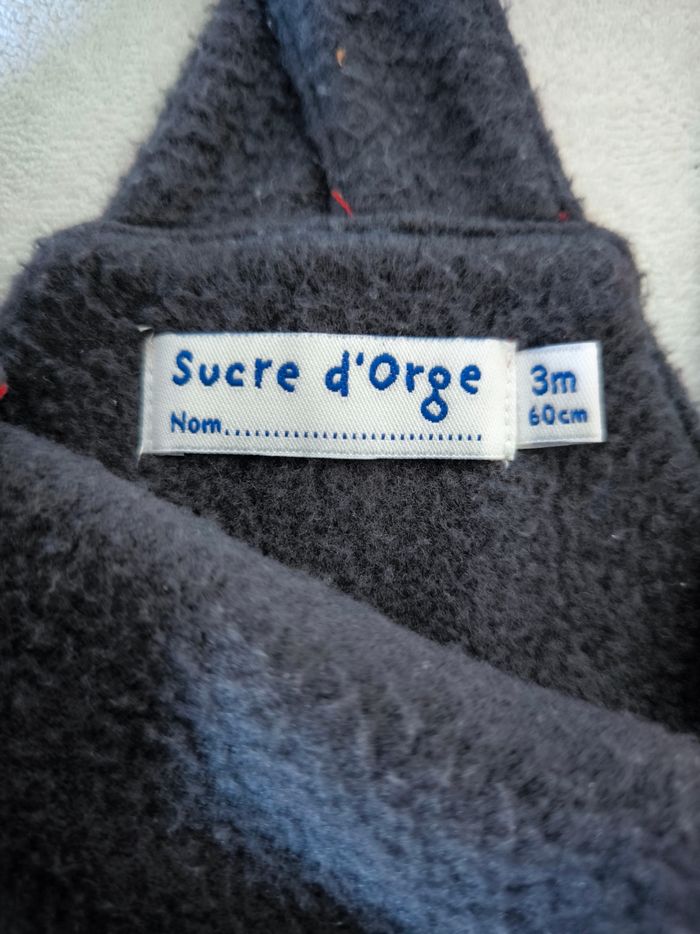 Sucre d'Orge
Nom..........................
3m
60cm